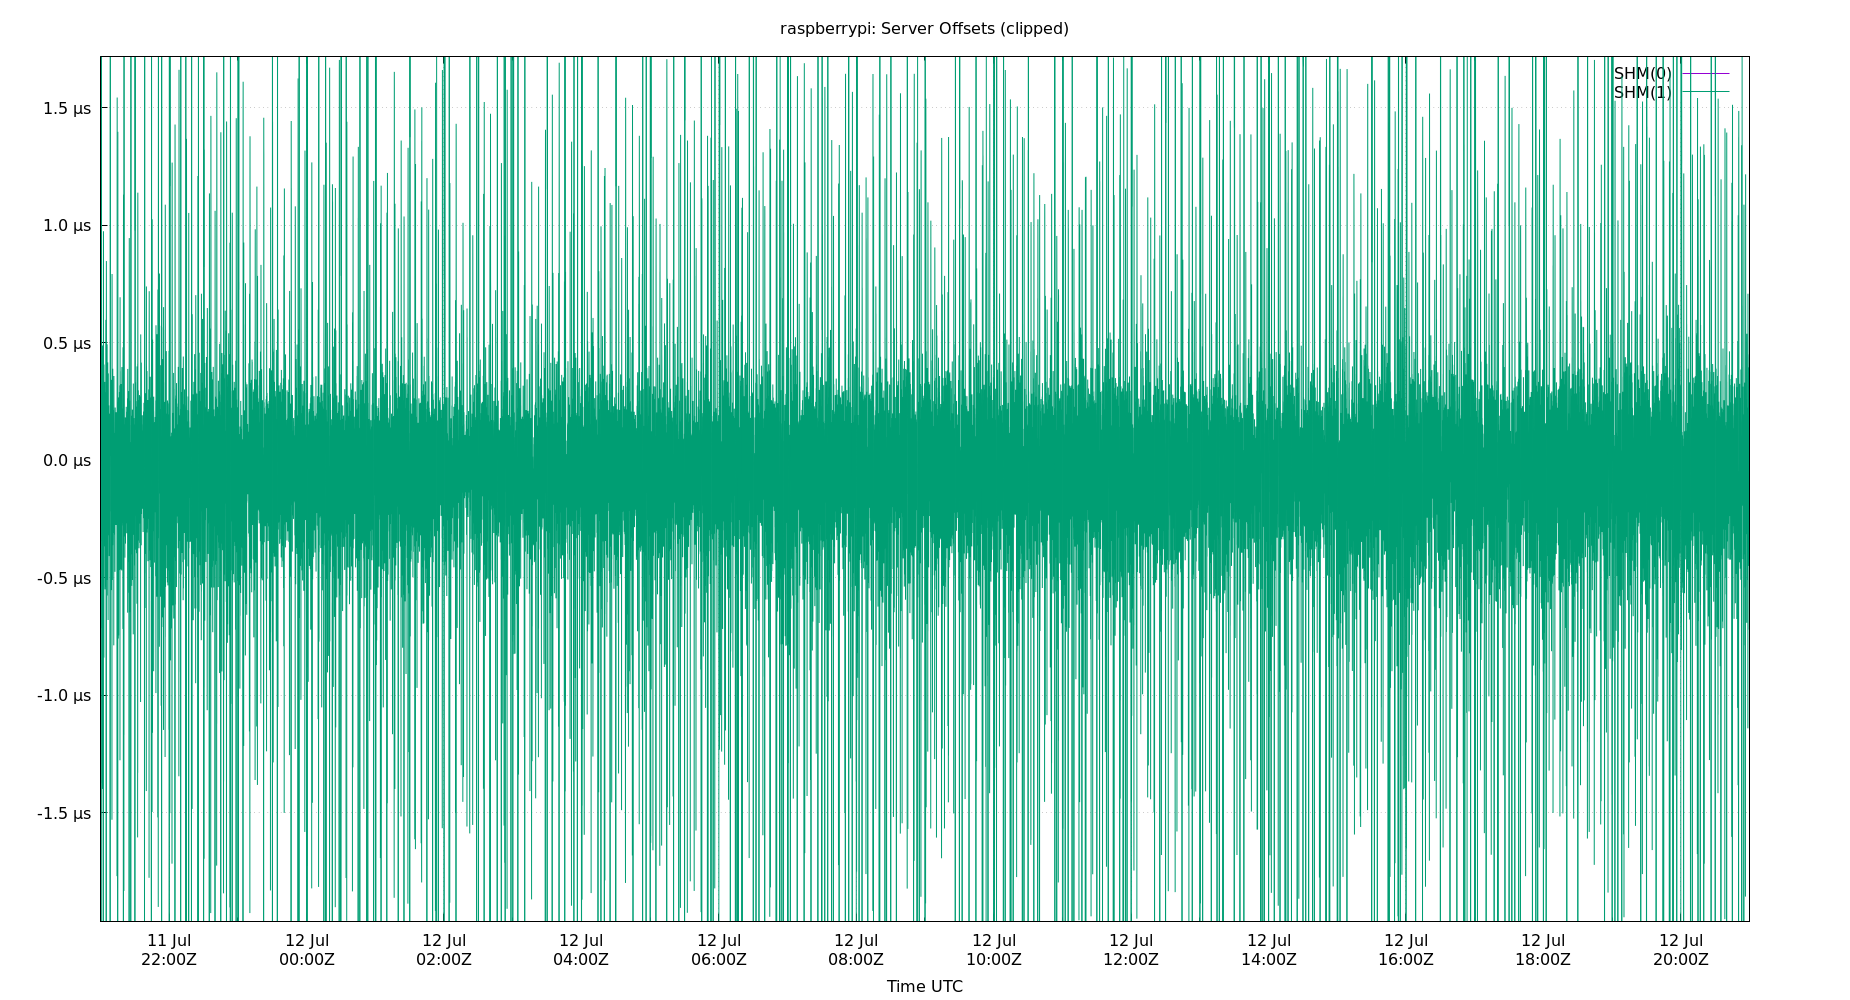 raspberrypi: Server Offsets (clipped)
SHM(0)
SHM(1)
1.5 µs
1.0 µs
0.5 µs
0.0 µs
-0.5 µs
-1.0 µs
-1.5 µs
11 Jul 12 Jul 12 Jul 12 Jul 12 Jul 12 Jul 12 Jul 12 Jul 12 Jul 12 Jul 12 Jul 12 Jul
22:00Z 00:00Z 02:00Z 04:00Z 06:00Z 08:00Z 10:00Z 12:00Z 14:00Z 16:00Z 18:00Z 20:00Z
Time UTC